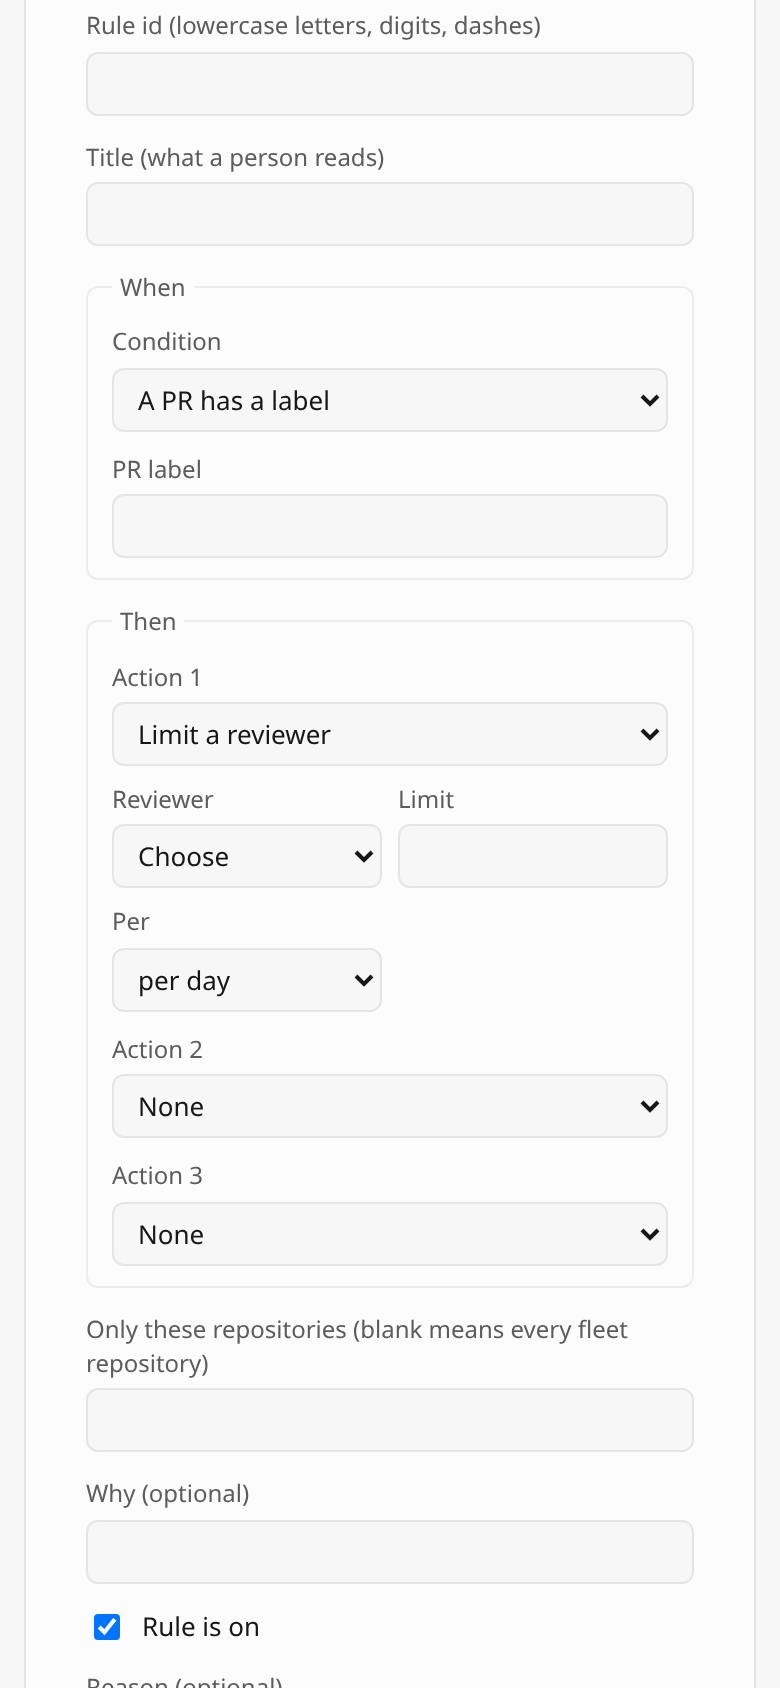 Rule id (lowercase letters, digits, dashes)
Title (what a person reads)
When
Condition
A PR has a label
PR label
Then
Action 1
Limit a reviewer
Reviewer
Limit
Choose
Per
per day
Action 2
None
Action 3
None
Only these repositories (blank means every fleet
repository)
Why (optional)
Rule is on
Reason (optional)